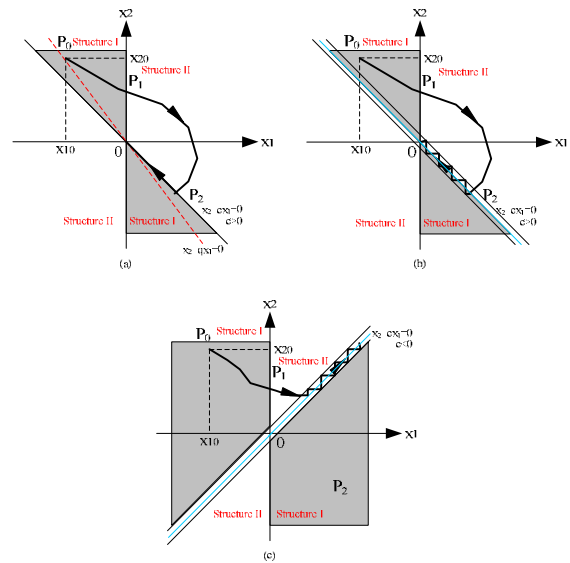 X2
P0 Structure I
X20
Structure II
P1
X1
X10 0
P2
Structure II Structure I
x2 cx1=0
c>0
x2 qx1=0
(a)
X2
P0 Structure I
X20
Structure II
P1
X1
X10 0
P2
Structure II Structure I
x2 cx1=0
c>0
(b)
X2
P0 Structure I
x2 cx1=0
c<0
X20
Structure II
P1
X10 0
X1
P2
Structure II Structure I
(c)